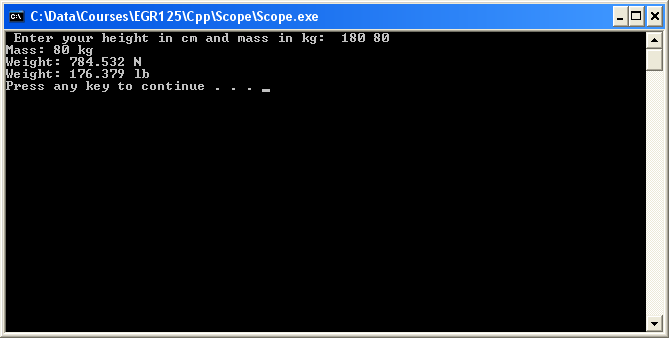 C:\Data\Courses\EGR125\Cpp\Scope\Scope.exe
Enter your height in cm and mass in kg:  180 80
Mass: 80 kg
Weight: 784.532 N
Weight: 176.379 lb
Press any key to continue . . . _